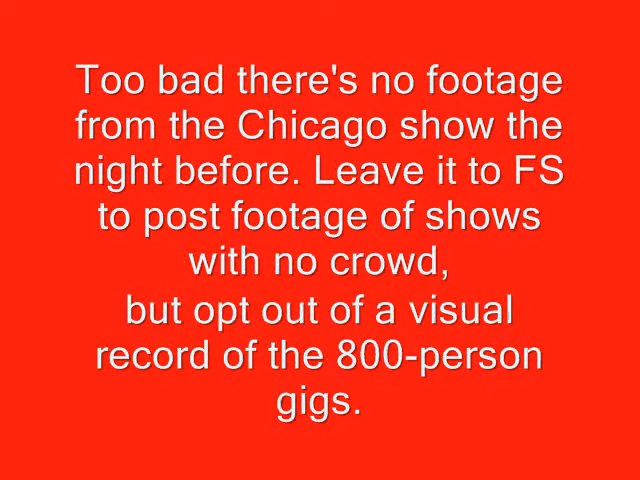 Too bad there's no footage
from the Chicago show the
night before. Leave it to FS
to post footage of shows
with no crowd,
but opt out of a visual
record of the 800-person
gigs.